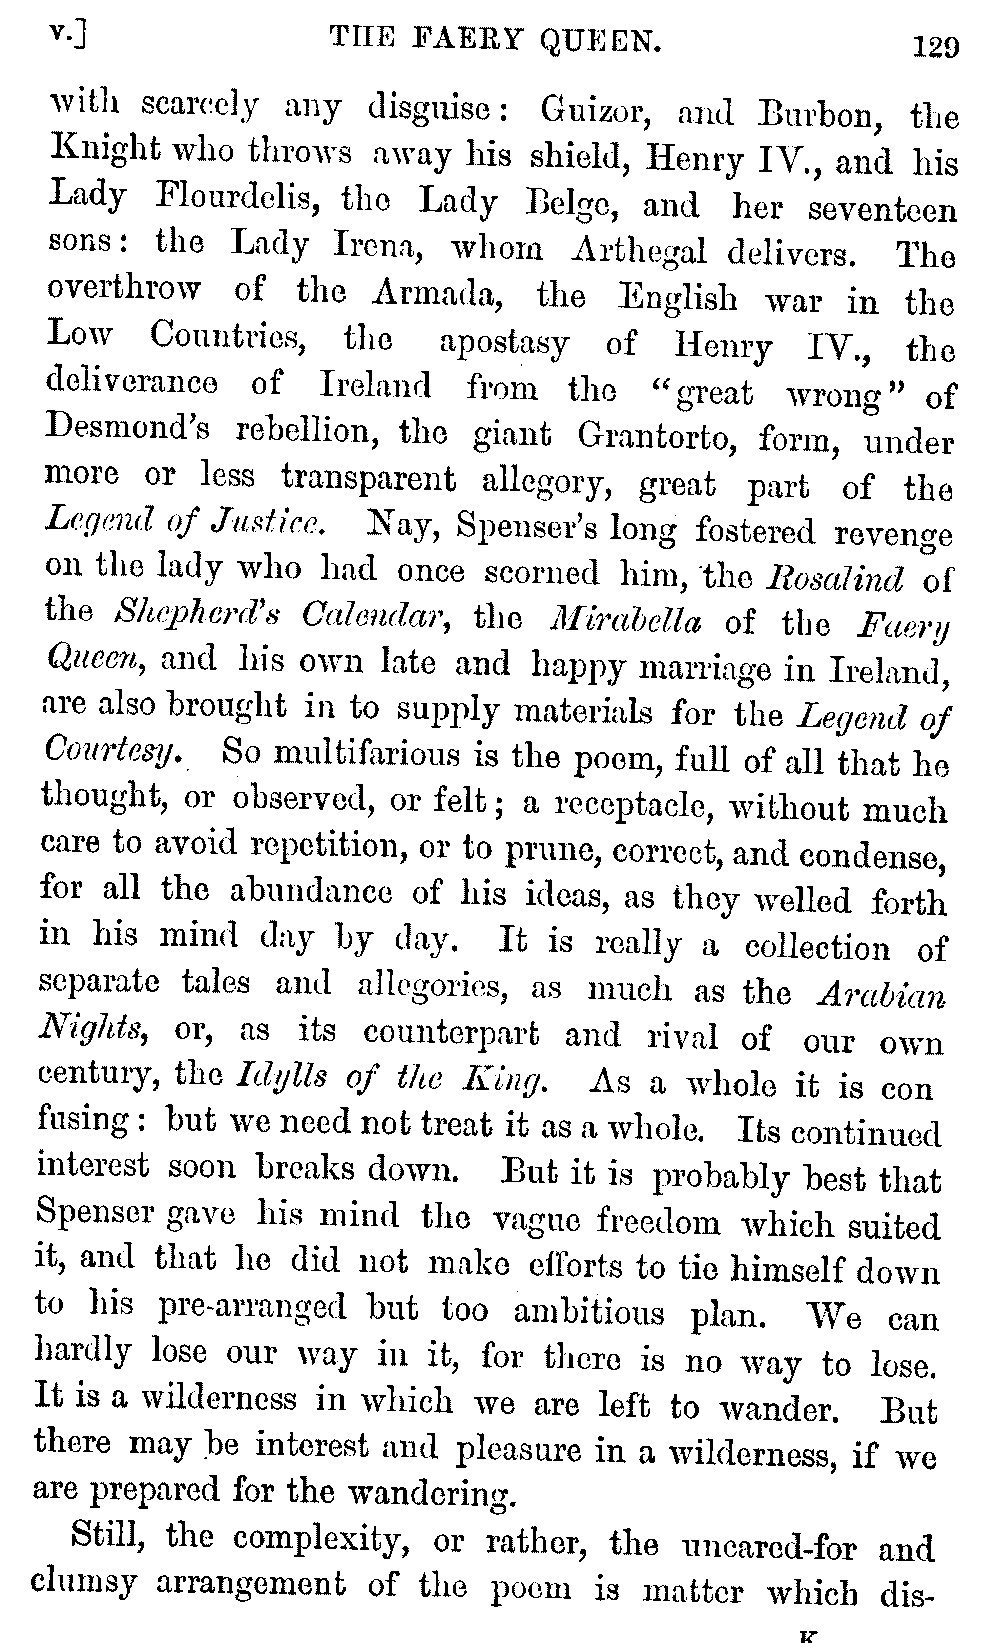 v.] THE FAERY QUEEN. 129
with scarcely any disguise: Guizor, and Burbon, the
Knight who throws away his shield, Henry IV., and his
Lady Flourdelis, the Lady Belge, and her seventeen
sons: the Lady Irena, whom Arthegal delivers. The
overthrow of the Armada, the English war in the
Low Countries, the apostasy of Henry IV., the
deliverance of Ireland from the "great wrong" of
Desmond's rebellion, the giant Grantorto, form, under
more or less transparent allegory, great part of the
Legend of Justice. Nay, Spenser's long fostered revenge
on the lady who had once scorned him, the Rosalind of
the Shepherd's Calendar, the Mirabella of the Faery
Queen, and his own late and happy marriage in Ireland,
are also brought in to supply materials for the Legend of
Courtesy. So multifarious is the poem, full of all that he
thought, or observed, or felt; a receptacle, without much
care to avoid repetition, or to prune, correct, and condense,
for all the abundance of his ideas, as they welled forth
in his mind day by day. It is really a collection of
separate tales and allegories, as much as the Arabian
Nights, or, as its counterpart and rival of our own
century, the Idylls of the King. As a whole it is con
fusing: but we need not treat it as a whole. Its continued
interest soon breaks down. But it is probably best that
Spenser gave his mind the vague freedom which suited
it, and that he did not make efforts to tie himself down
to his pre-arranged but too ambitious plan. We can
hardly lose our way in it, for there is no way to lose.
It is a wilderness in which we are left to wander. But
there may be interest and pleasure in a wilderness, if we
are prepared for the wandering.
Still, the complexity, or rather, the uncared-for and
clumsy arrangement of the poem is matter which dis-
K